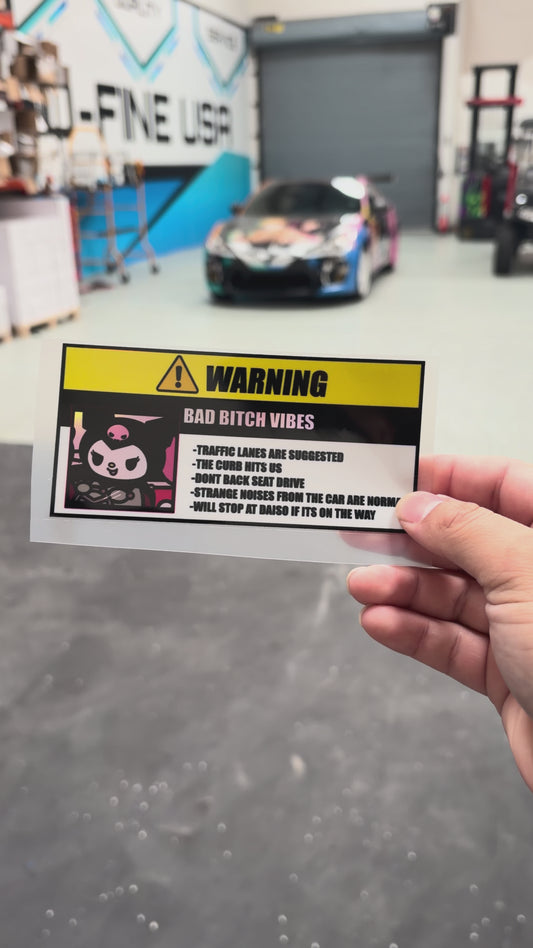 -FINE USA
WARNING
BAD BITCH VIBES
-TRAFFIC LANES ARE SUGGESTED
-THE CURB HITS US
-DONT BACK SEAT DRIVE
-STRANGE NOISES FROM THE CAR ARE NORMA
-WILL STOP AT DAISO IF ITS ON THE WAY